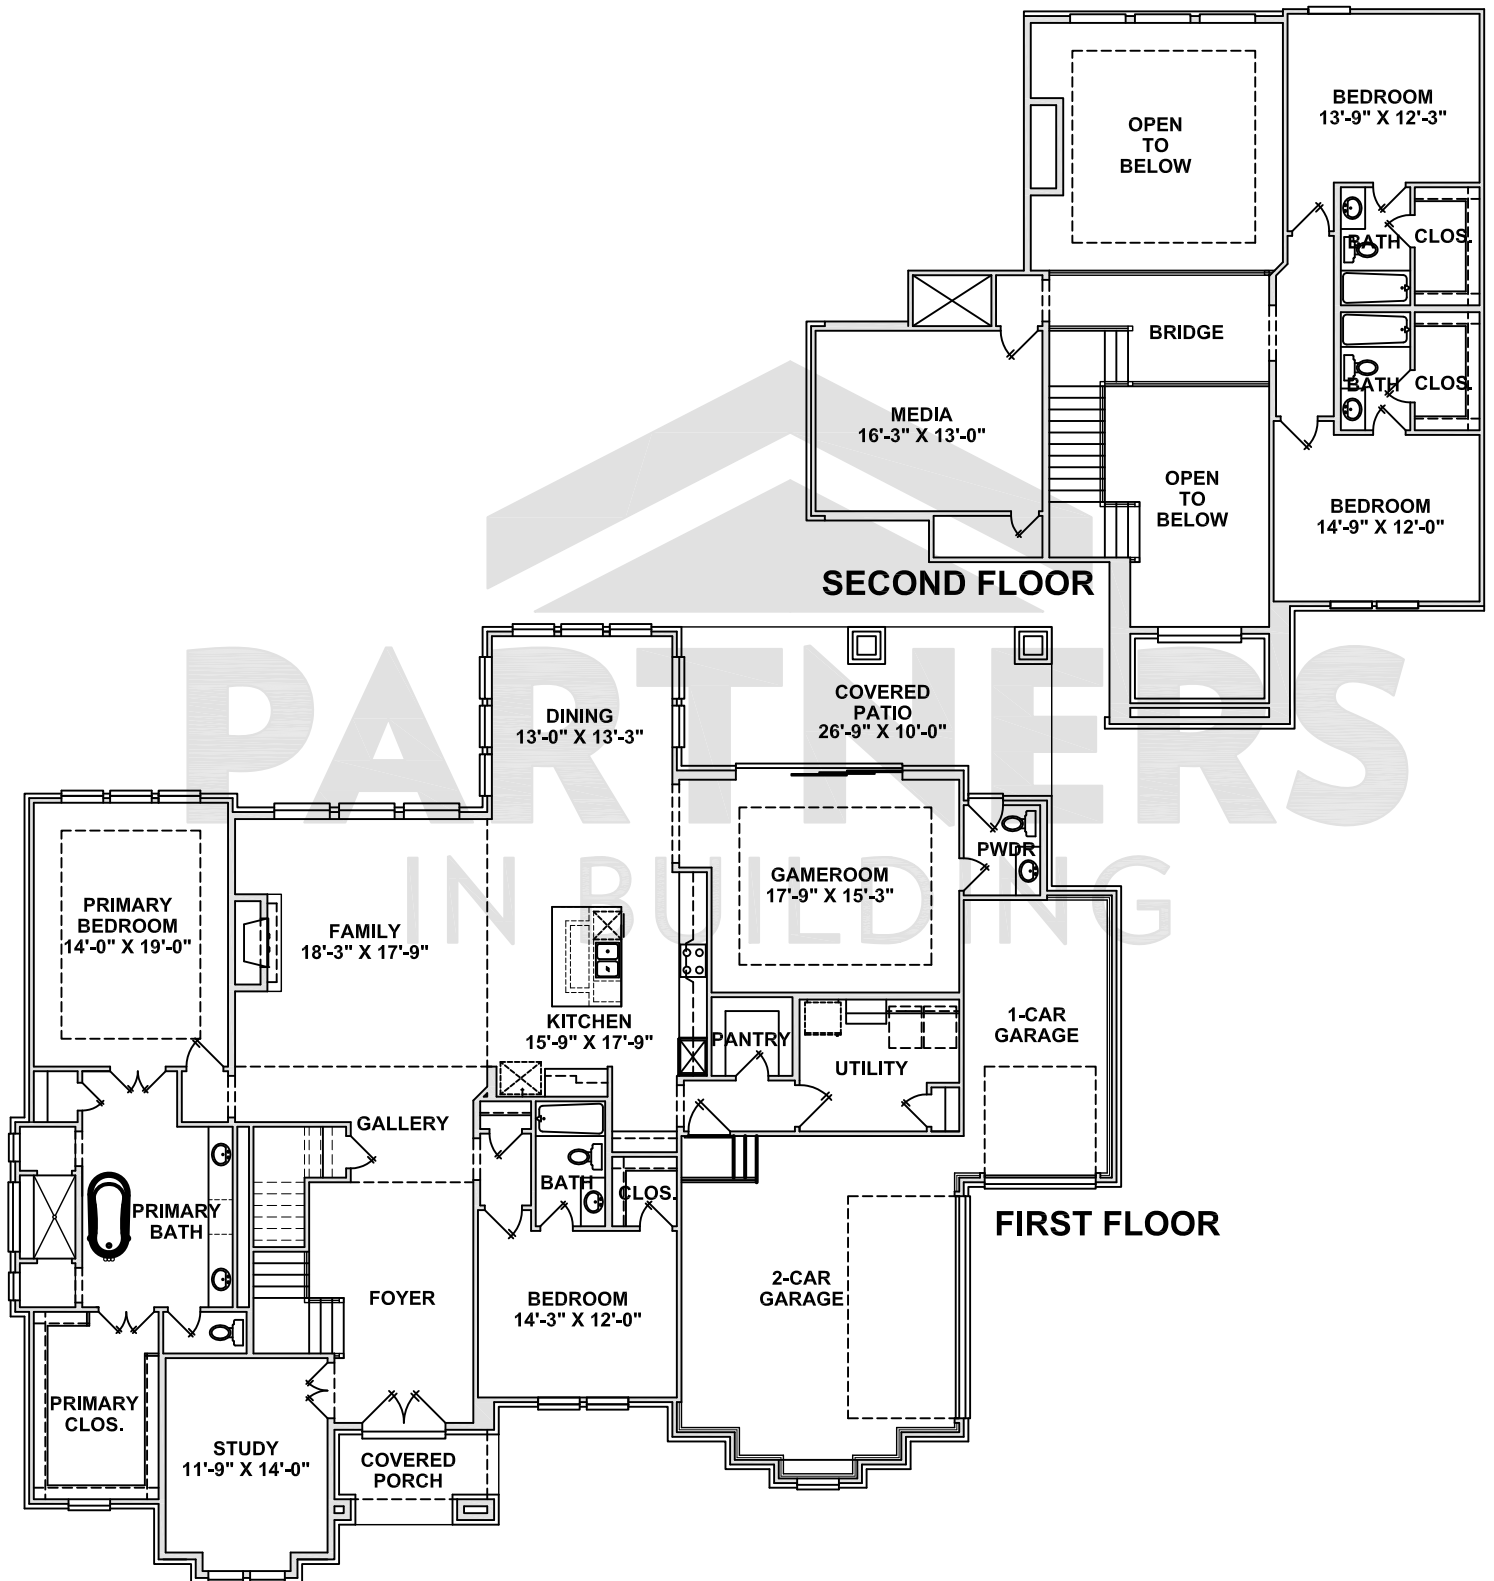 OPEN
TO
BELOW
BEDROOM
13'-9" X 12'-3"
BATH
CLOS.
BRIDGE
BATH
CLOS.
MEDIA
16'-3" X 13'-0"
OPEN
TO
BELOW
BEDROOM
14'-9" X 12'-0"
SECOND FLOOR
PARTNERS
IN BUILDING
DINING
13'-0" X 13'-3"
COVERED
PATIO
26'-9" X 10'-0"
PRIMARY
BEDROOM
14'-0" X 19'-0"
FAMILY
18'-3" X 17'-9"
KITCHEN
15'-9" X 17'-9"
GAMEROOM
17'-9" X 15'-3"
PWDR
PANTRY
UTILITY
1-CAR
GARAGE
GALLERY
PRIMARY
BATH
BATH
CLOS.
FIRST FLOOR
FOYER
BEDROOM
14'-3" X 12'-0"
2-CAR
GARAGE
PRIMARY
CLOS.
STUDY
11'-9" X 14'-0"
COVERED
PORCH